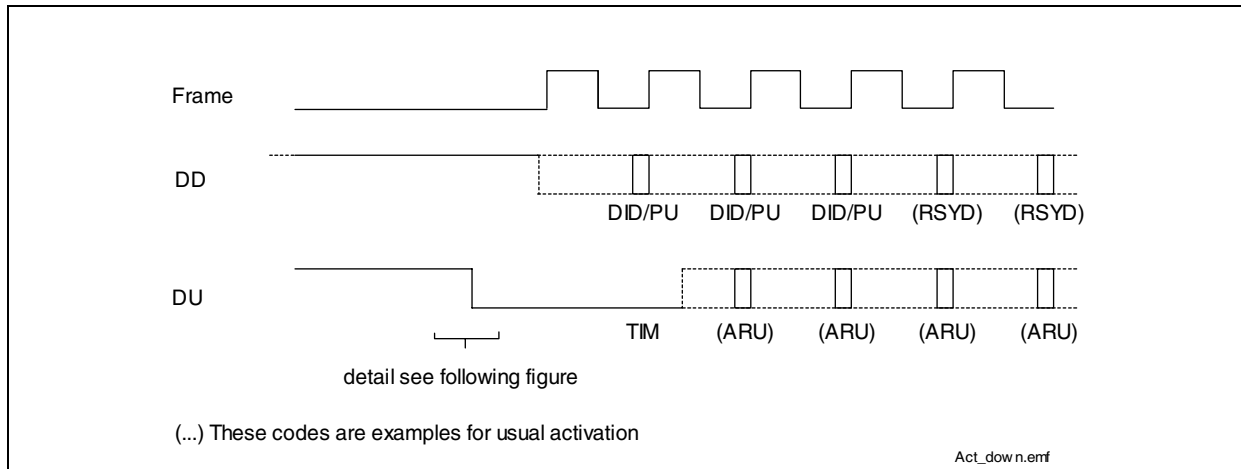 Frame
DD
DID/PU DID/PU DID/PU (RSYD) (RSYD)
DU
TIM (ARU) (ARU) (ARU) (ARU)
detail see following figure
(...) These codes are examples for usual activation
Act_down.emf